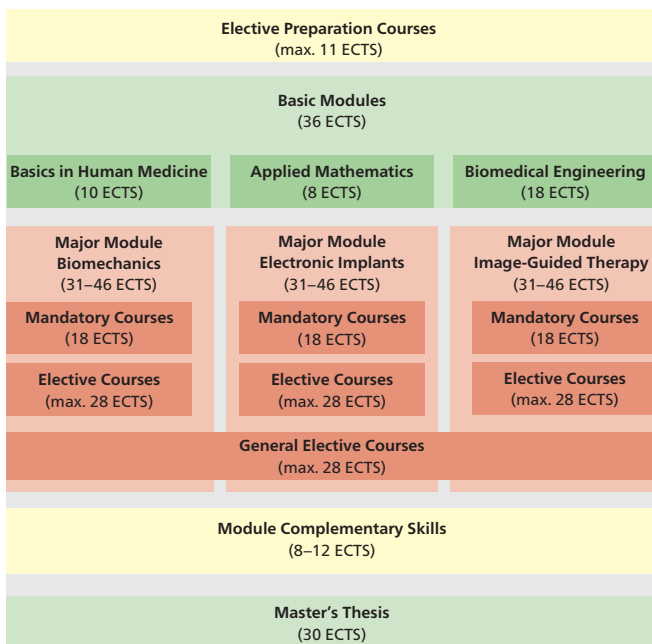 Elective Preparation Courses
(max. 11 ECTS)
Basic Modules
(36 ECTS)
Basics in Human Medicine
(10 ECTS)
Applied Mathematics
(8 ECTS)
Biomedical Engineering
(18 ECTS)
Major Module
Biomechanics
(31–46 ECTS)
Mandatory Courses
(18 ECTS)
Elective Courses
(max. 28 ECTS)
Major Module
Electronic Implants
(31–46 ECTS)
Mandatory Courses
(18 ECTS)
Elective Courses
(max. 28 ECTS)
Major Module
Image-Guided Therapy
(31–46 ECTS)
Mandatory Courses
(18 ECTS)
Elective Courses
(max. 28 ECTS)
General Elective Courses
(max. 28 ECTS)
Module Complementary Skills
(8–12 ECTS)
Master's Thesis
(30 ECTS)